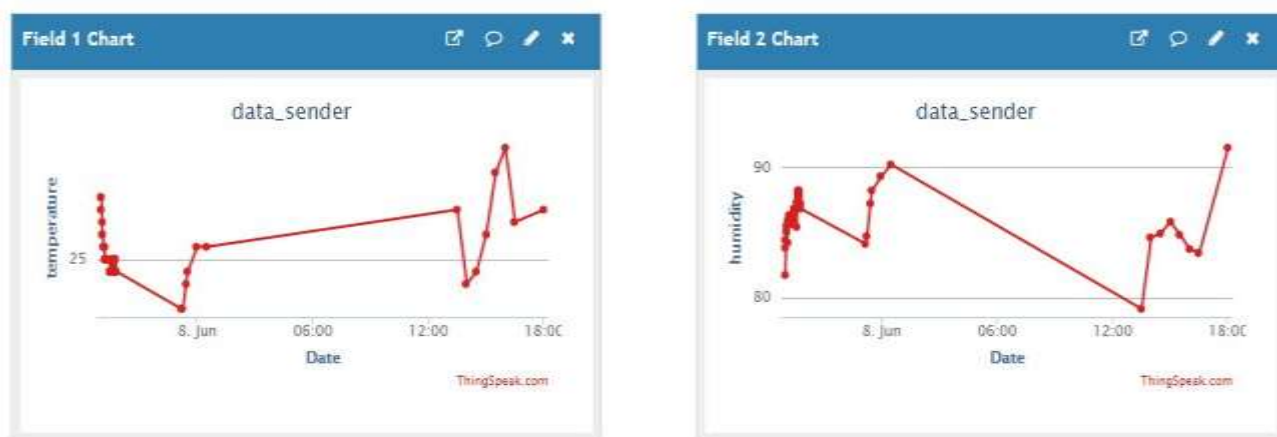 Field 1 Chart
data_sender
temperature
25
8. Jun
06:00
12:00
18:00
Date
ThingSpeak.com
Field 2 Chart
data_sender
humidity
90
80
8. Jun
06:00
12:00
18:00
Date
ThingSpeak.com